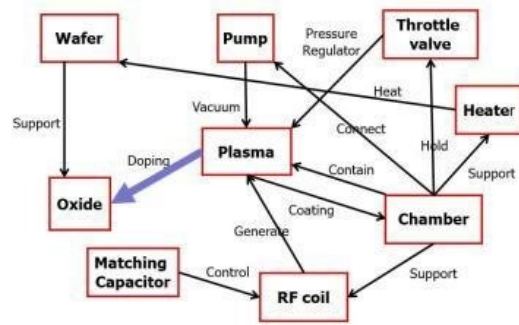 Wafer
Pump
Pressure
Regulator
Throttle
valve
Heat
Heater
Support
Vacuum
Connect
Doping
Plasma
Hold
Support
Contain
Oxide
Coating
Chamber
Generate
Matching
Capacitor
Control
RF coil
Support